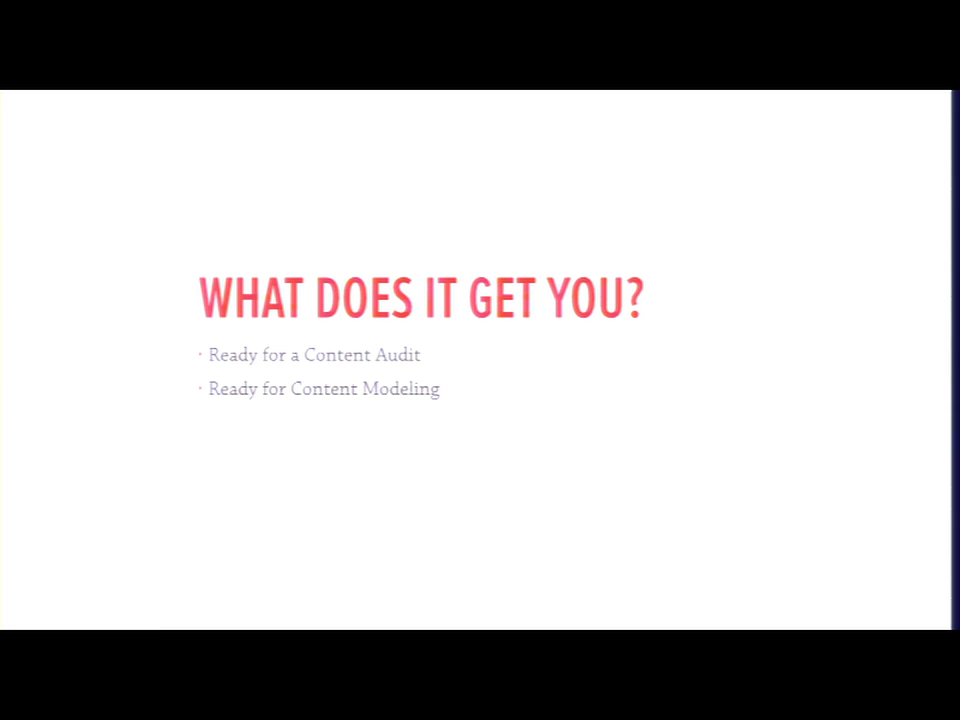 WHAT DOES IT GET YOU?
· Ready for a Content Audit
· Ready for Content Modeling